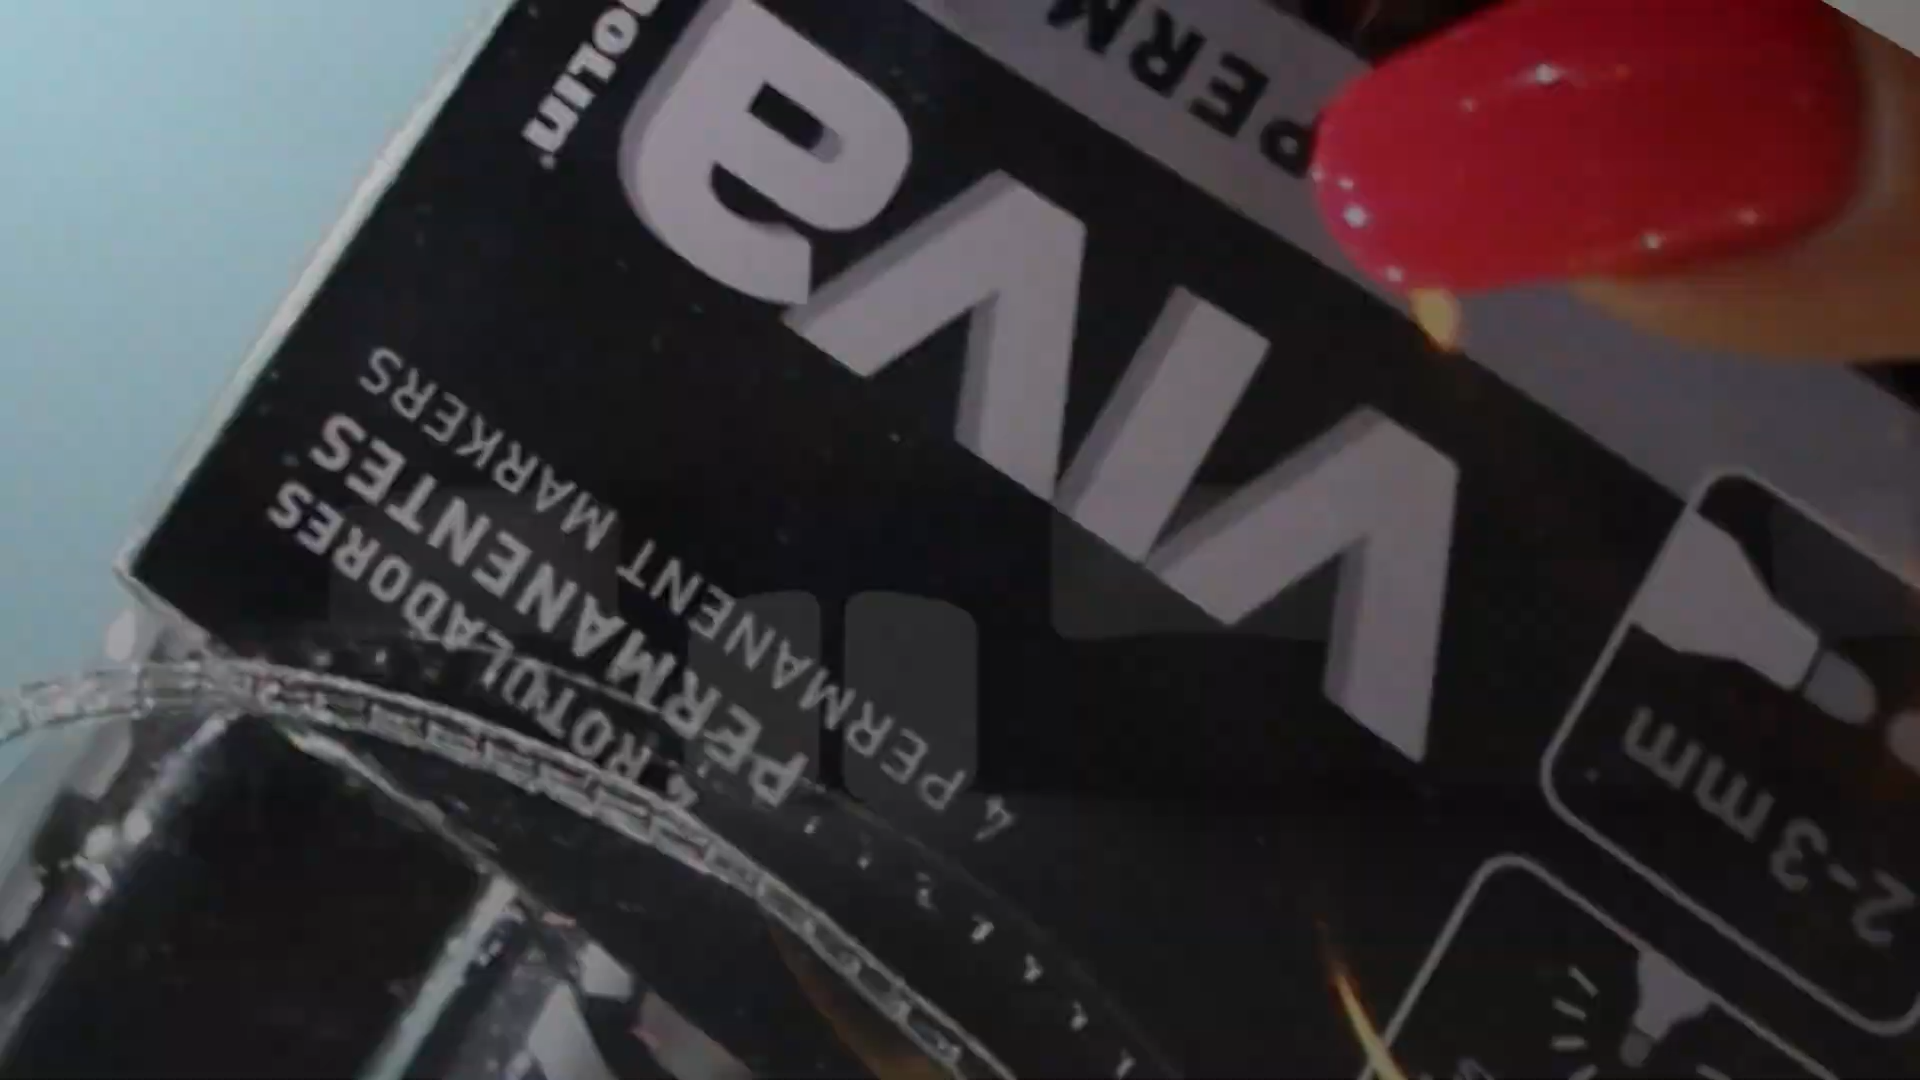 4 ROTULADORES
PERMANENTES
4 PERMANENT MARKERS
2-3 mm
viva
OLIN
PERM